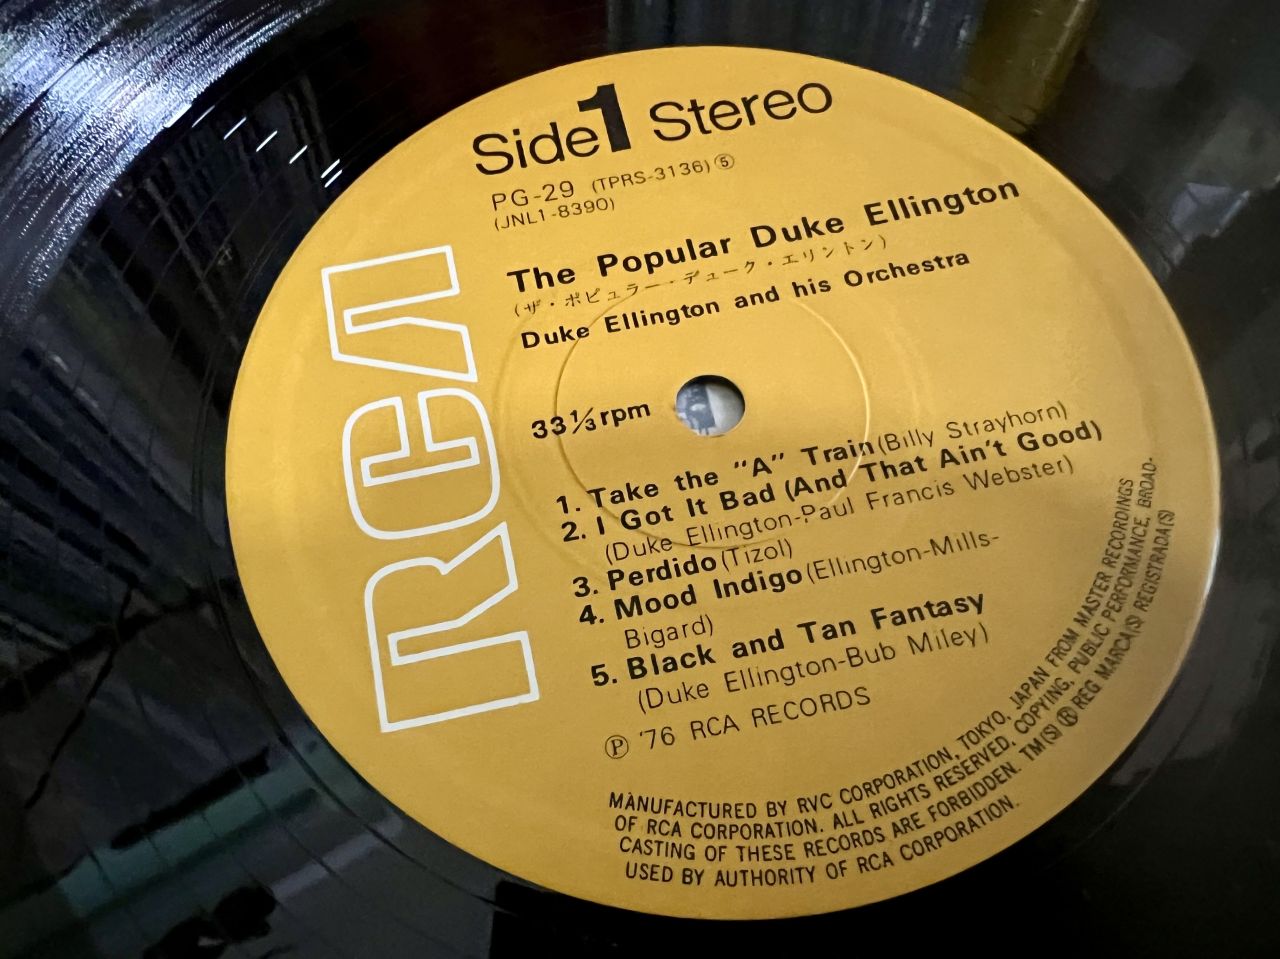 Side 1 Stereo
PG-29 (TPRS-3136) ⑤
(JNL1-8390)
The Popular Duke Ellington
(ザ・ポピュラー・デューク・エリントン)
Duke Ellington and his Orchestra
RCA
33⅓rpm
1. Take the "A" Train (Billy Strayhorn)
2. I Got It Bad (And That Ain't Good)
(Duke Ellington-Paul Francis Webster)
3. Perdido (Tizol)
4. Mood Indigo (Ellington-Mills-
Bigard)
5. Black and Tan Fantasy
(Duke Ellington-Bub Miley)
Ⓟ '76 RCA RECORDS
MANUFACTURED BY RVC CORPORATION, TOKYO, JAPAN FROM MASTER RECORDINGS
OF RCA CORPORATION. ALL RIGHTS RESERVED. COPYING, PUBLIC PERFORMANCE, BROAD-
CASTING OF THESE RECORDS ARE FORBIDDEN. TM(S) ® REG MARCA(S) REGISTRADA(S)
USED BY AUTHORITY OF RCA CORPORATION.